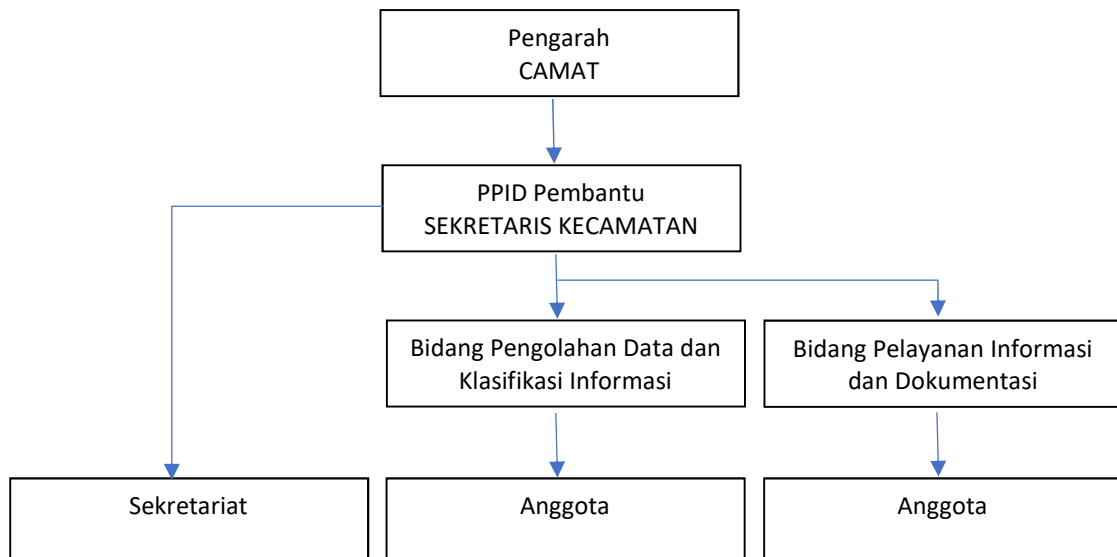 Pengarah
CAMAT
PPID Pembantu
SEKRETARIS KECAMATAN
Bidang Pengolahan Data dan
Klasifikasi Informasi
Bidang Pelayanan Informasi
dan Dokumentasi
Sekretariat
Anggota
Anggota